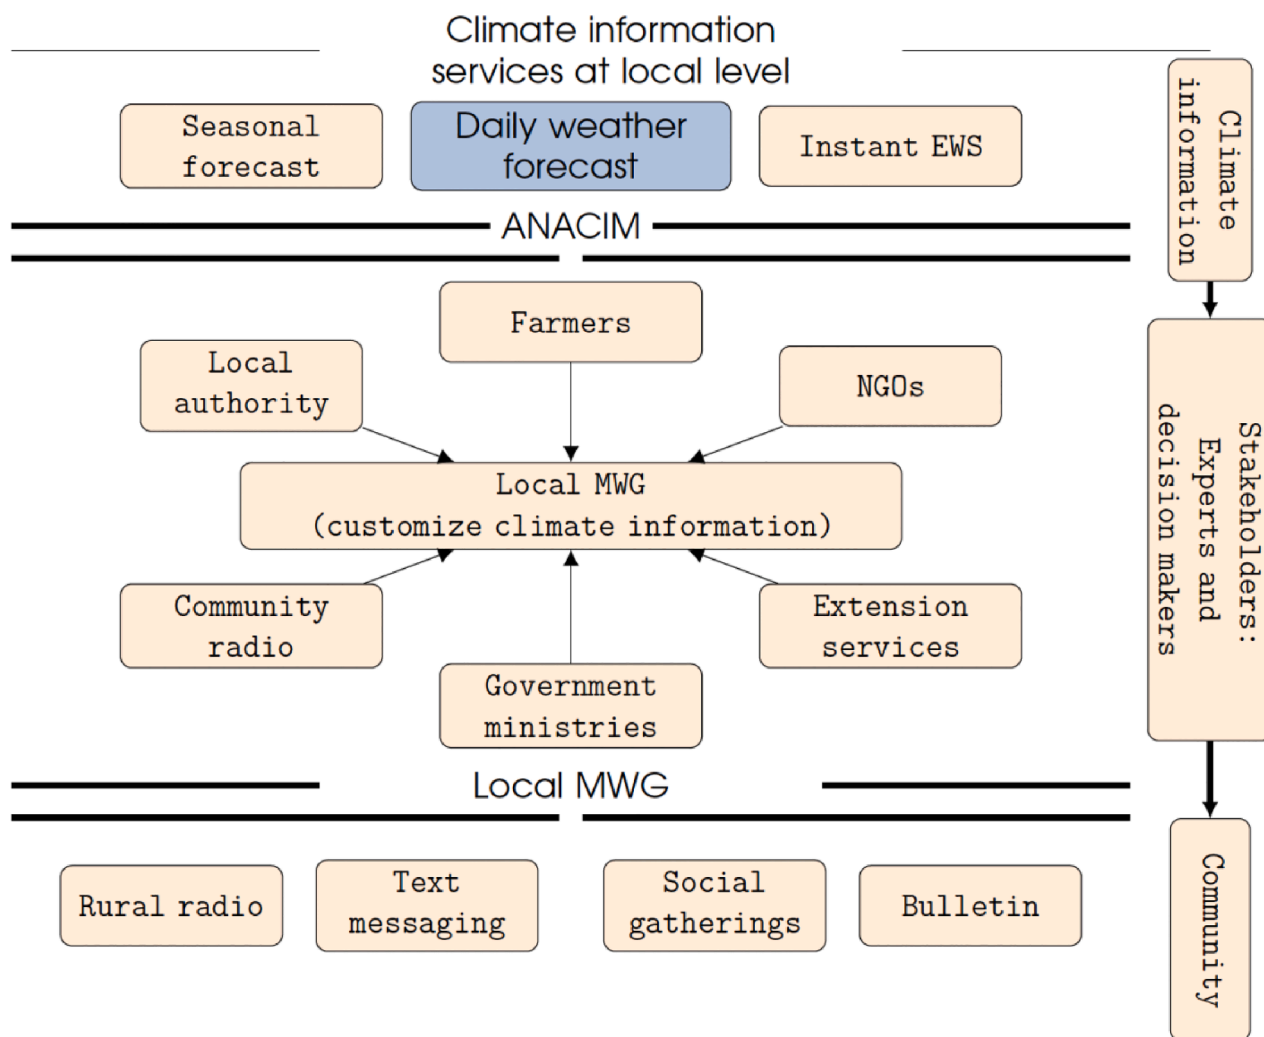 Climate information
services at local level
Seasonal
forecast
Daily weather
forecast
Instant EWS
Climate
information
ANACIM
Farmers
Local
authority
NGOs
Local MWG
(customize climate information)
Community
radio
Extension
services
Government
ministries
Stakeholders:
Experts and
decision makers
Local MWG
Rural radio
Text
messaging
Social
gatherings
Bulletin
Community